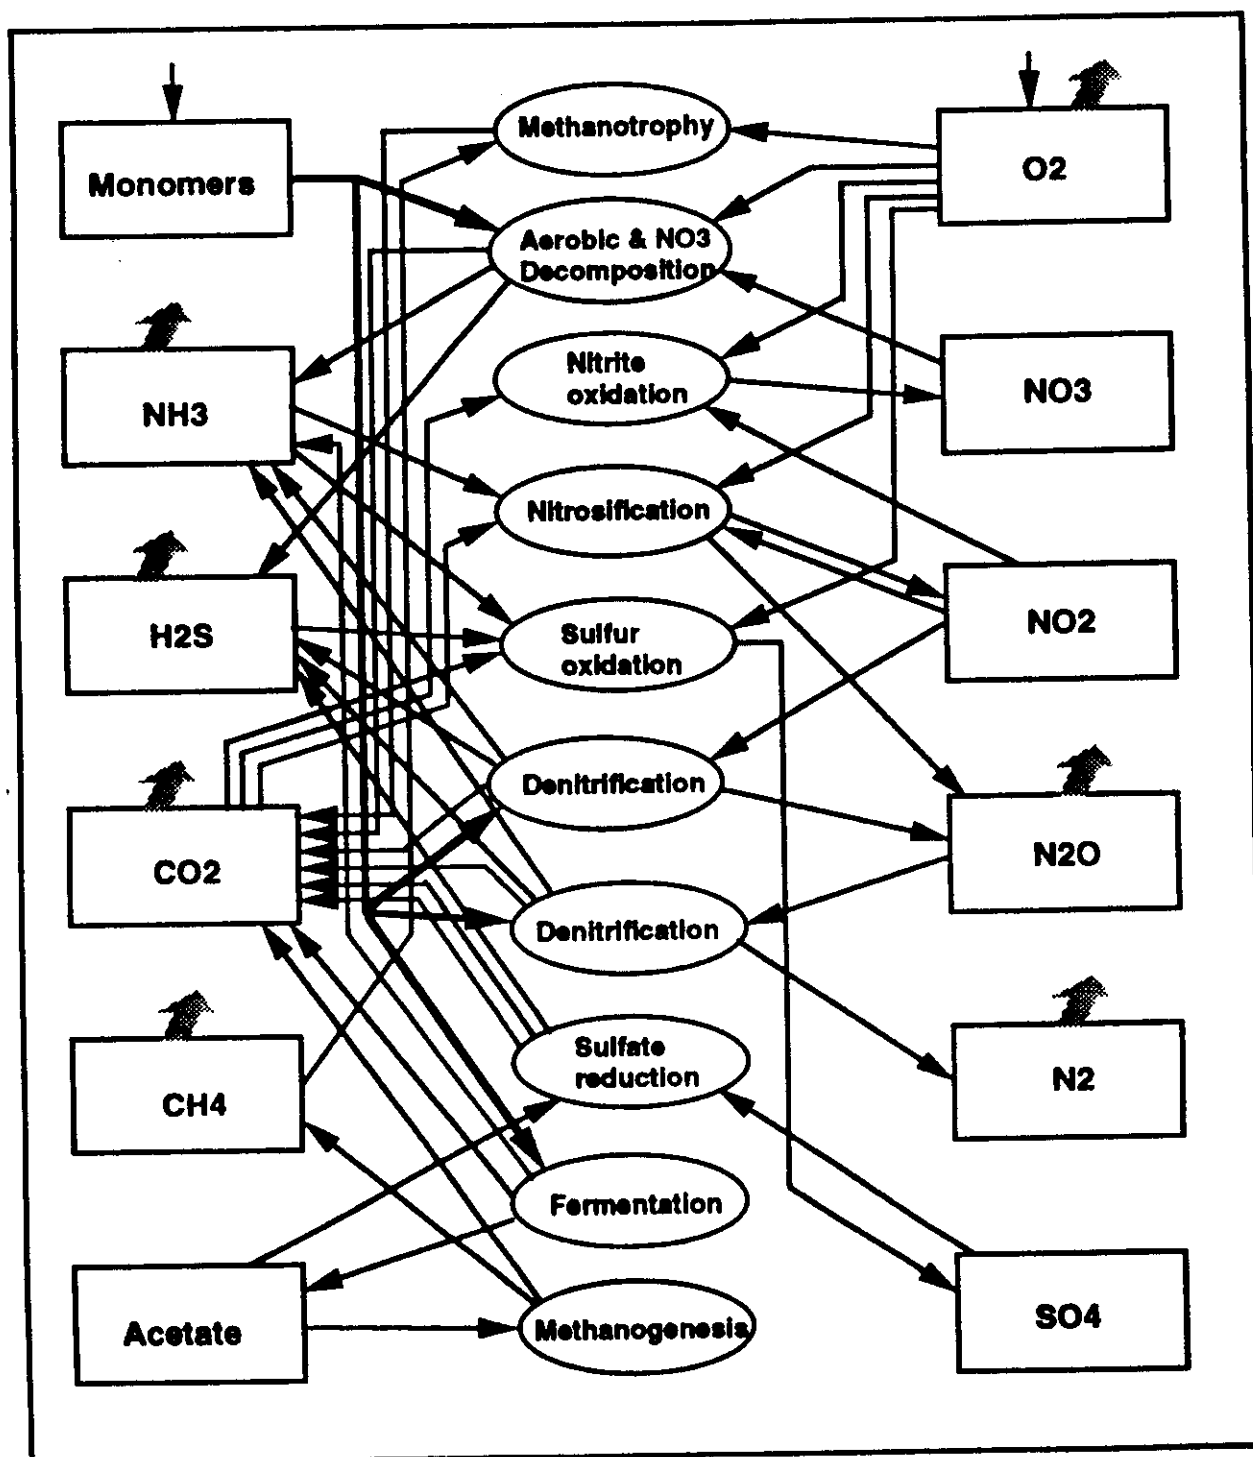 Monomers
NH3
H2S
CO2
CH4
Acetate
Methanotrophy
Aerobic & NO3
Decomposition
Nitrite
oxidation
Nitrosification
Sulfur
oxidation
Denitrification
Denitrification
Sulfate
reduction
Fermentation
Methanogenesis
O2
NO3
NO2
N2O
N2
SO4